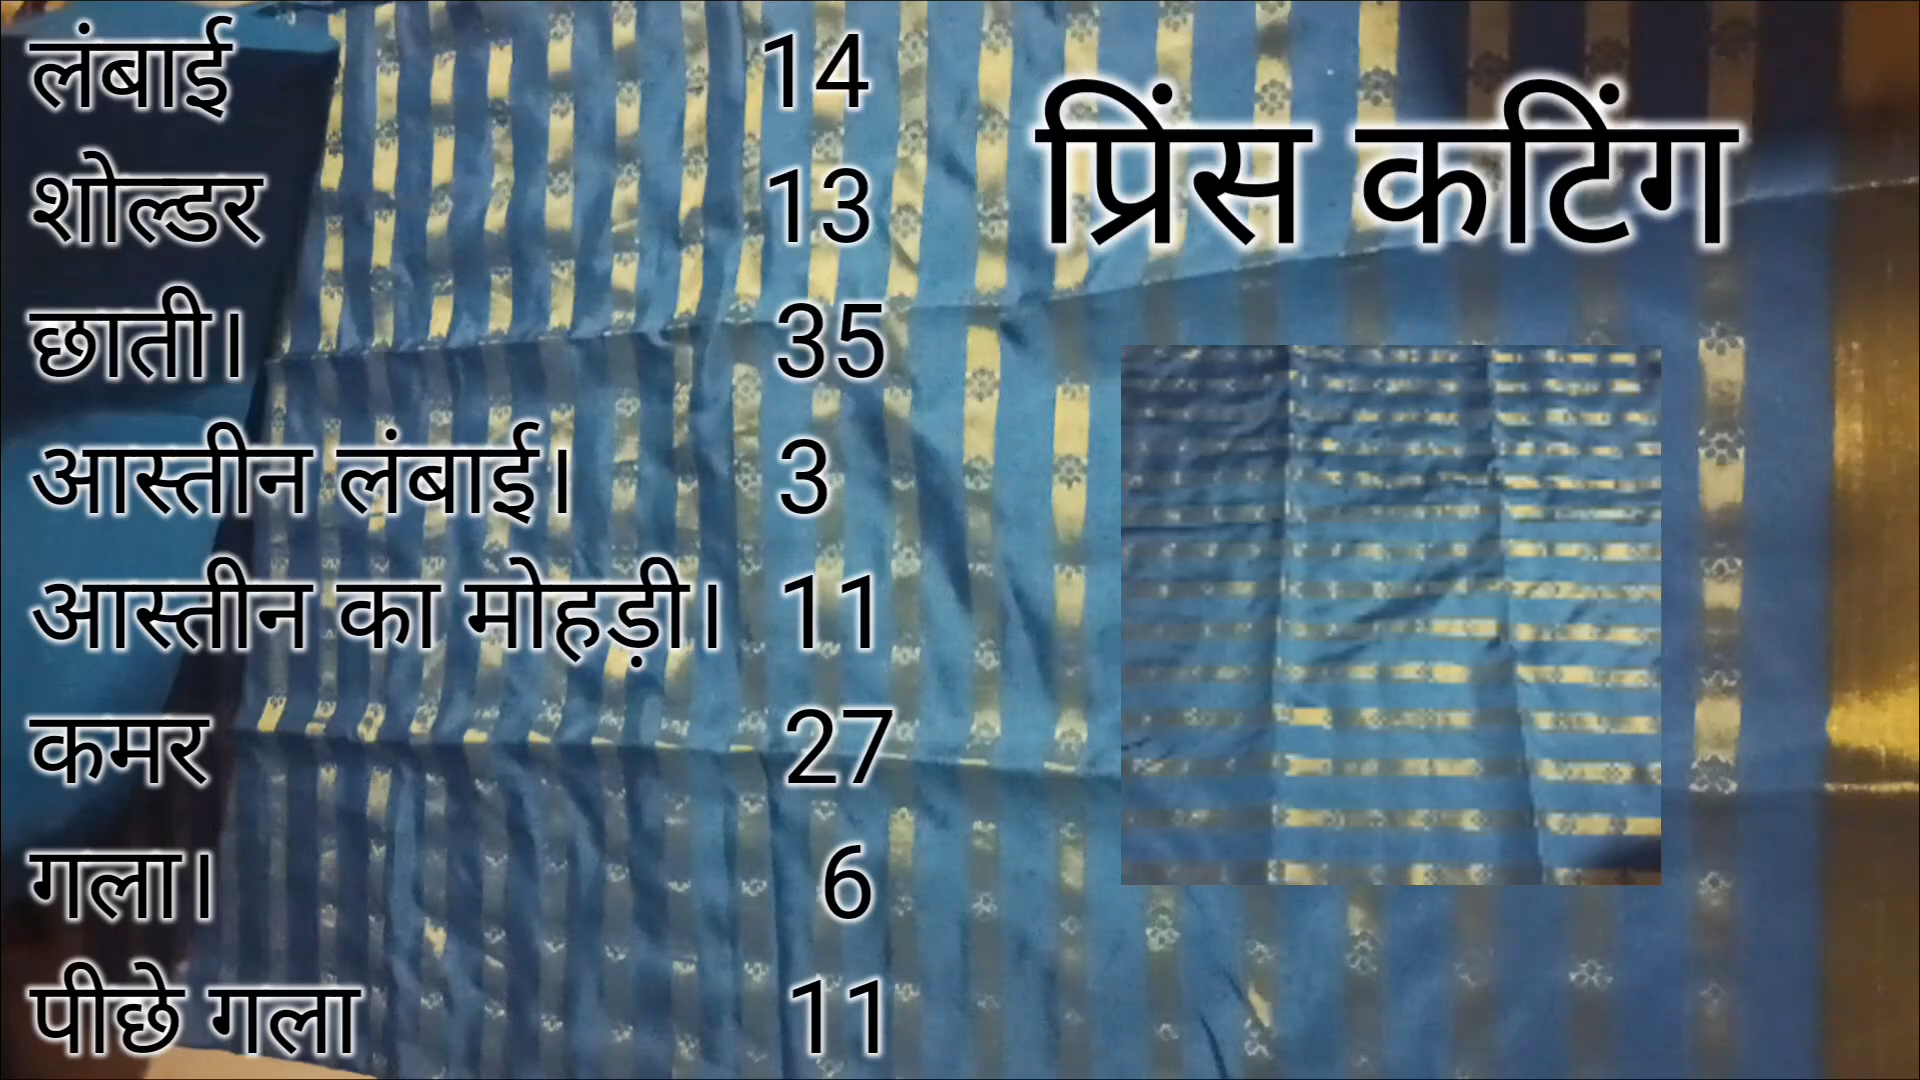 लंबाई 14
शोल्डर 13
छाती। 35
आस्तीन लंबाई। 3
आस्तीन का मोहड़ी। 11
कमर 27
गला। 6
पीछे गला 11
प्रिंस कटिंग